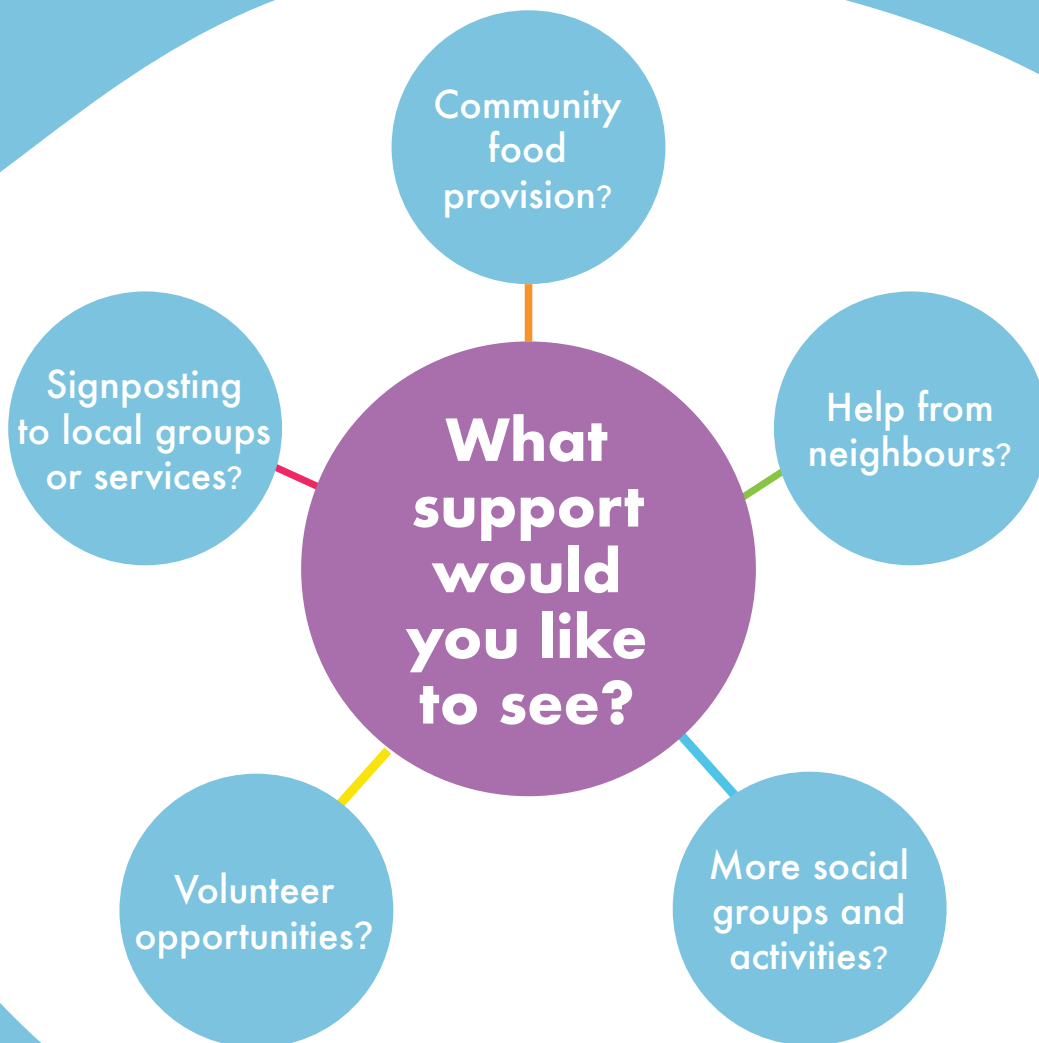 Community
food
provision?
Signposting
to local groups
or services?
Help from
neighbours?
What
support
would
you like
to see?
Volunteer
opportunities?
More social
groups and
activities?